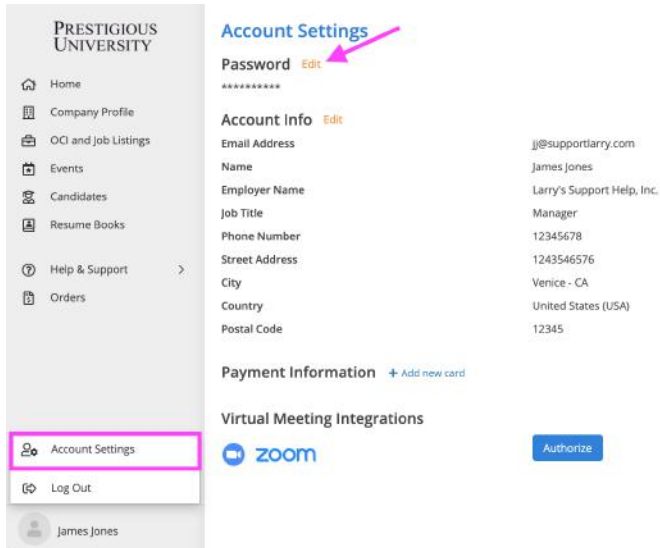 PRESTIGIOUS
UNIVERSITY
Home
Company Profile
OCI and Job Listings
Events
Candidates
Resume Books
Help & Support >
Orders
Account Settings
Log Out
James Jones
Account Settings
Password Edit
**********
Account Info Edit
Email Address jj@supportlarry.com
Name James Jones
Employer Name Larry's Support Help, Inc.
Job Title Manager
Phone Number 12345678
Street Address 1243546576
City Venice - CA
Country United States (USA)
Postal Code 12345
Payment Information + Add new card
Virtual Meeting Integrations
zoom Authorize